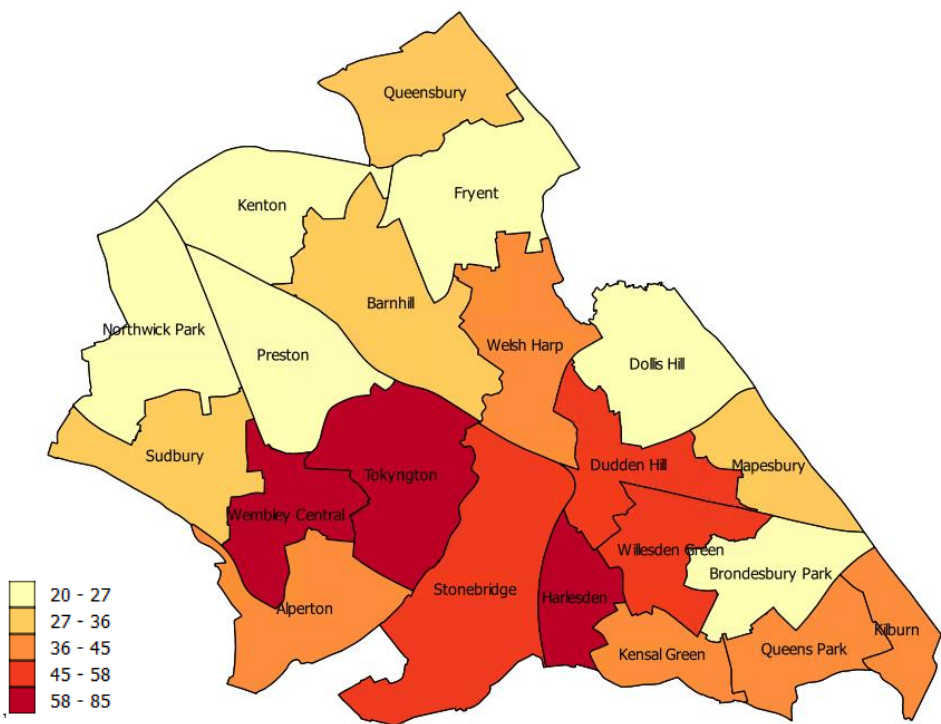 Queensbury
Fryent
Kenton
Barnhill
Northwick Park
Preston
Welsh Harp
Dollis Hill
Sudbury
Tokyngton
Dudden Hill
Mapesbury
Wembley Central
Willesden Green
Brondesbury Park
Stonebridge
Harlesden
Alperton
Kilburn
Kensal Green
Queens Park
20 - 27
27 - 36
36 - 45
45 - 58
58 - 85
,